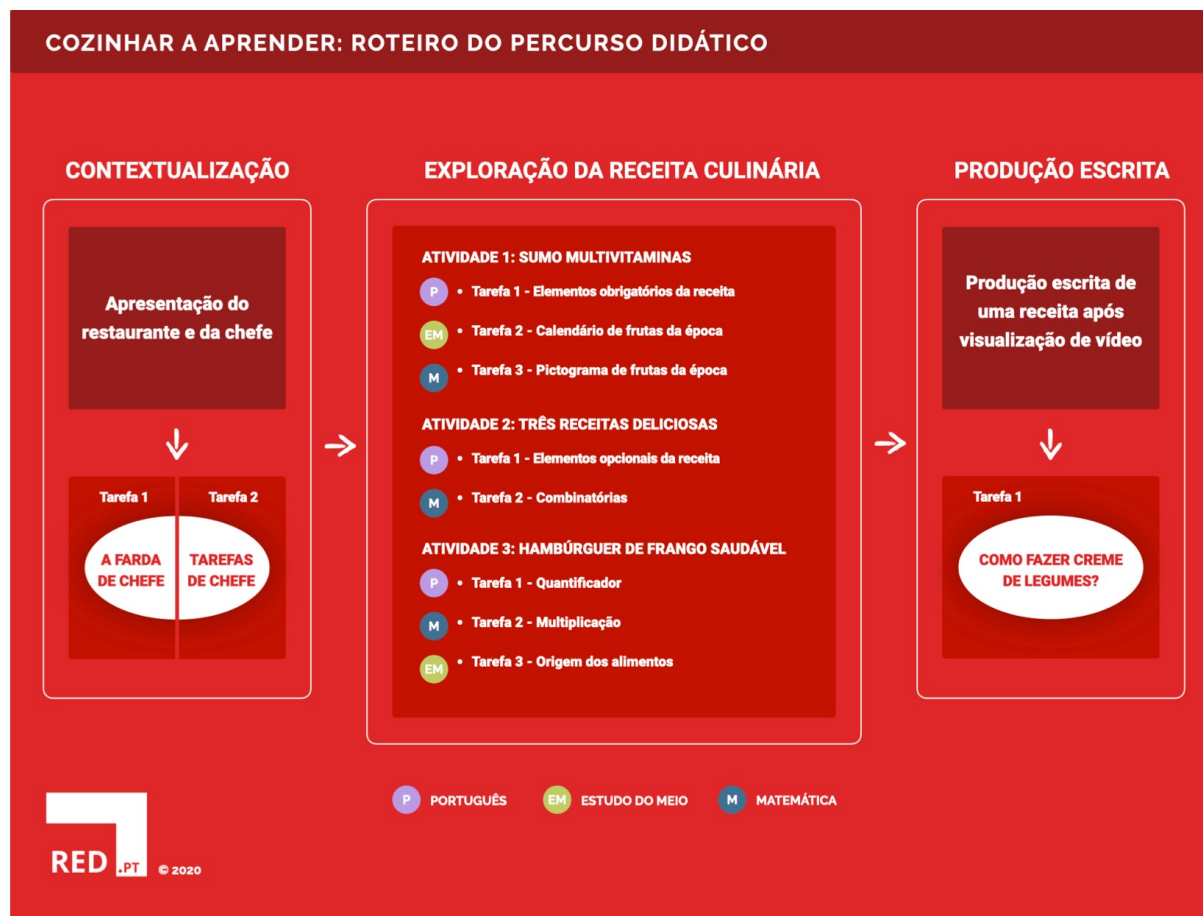 COZINHAR A APRENDER: ROTEIRO DO PERCURSO DIDÁTICO
CONTEXTUALIZAÇÃO
Apresentação do
restaurante e da chefe
Tarefa 1
Tarefa 2
A FARDA
DE CHEFE
TAREFAS
DE CHEFE
EXPLORAÇÃO DA RECEITA CULINÁRIA
ATIVIDADE 1: SUMO MULTIVITAMINAS
P • Tarefa 1 - Elementos obrigatórios da receita
EM • Tarefa 2 - Calendário de frutas da época
M • Tarefa 3 - Pictograma de frutas da época
ATIVIDADE 2: TRÊS RECEITAS DELICIOSAS
P • Tarefa 1 - Elementos opcionais da receita
M • Tarefa 2 - Combinatórias
ATIVIDADE 3: HAMBÚRGUER DE FRANGO SAUDÁVEL
P • Tarefa 1 - Quantificador
M • Tarefa 2 - Multiplicação
EM • Tarefa 3 - Origem dos alimentos
PRODUÇÃO ESCRITA
Produção escrita de
uma receita após
visualização de vídeo
Tarefa 1
COMO FAZER CREME
DE LEGUMES?
P PORTUGUÊS
EM ESTUDO DO MEIO
M MATEMÁTICA
RED .PT © 2020